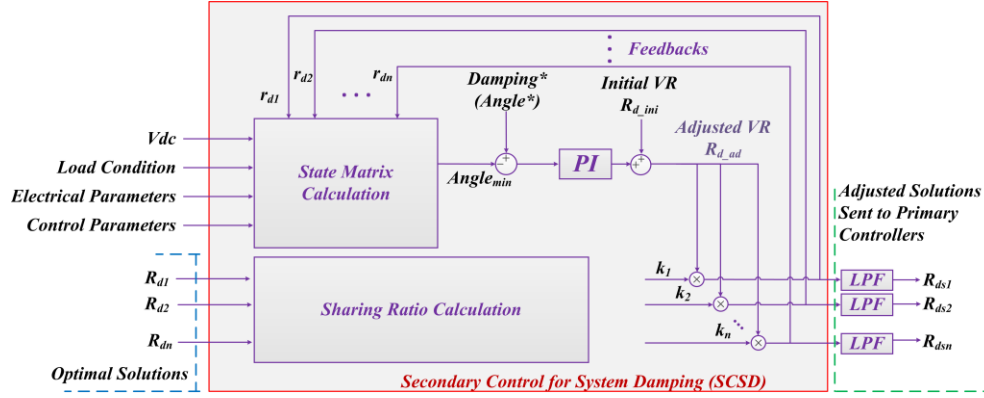 Feedbacks
r_d1
r_d2
r_dn
Damping*
(Angle*)
Initial VR
R_d_ini
Adjusted VR
R_d_ad
Vdc
Load Condition
Electrical Parameters
Control Parameters
State Matrix
Calculation
Angle_min
-
+
PI
+
+
Adjusted Solutions
Sent to Primary
Controllers
R_d1
R_d2
R_dn
Optimal Solutions
Sharing Ratio Calculation
k_1
k_2
k_n
×
×
×
LPF
LPF
LPF
R_ds1
R_ds2
R_dsn
Secondary Control for System Damping (SCSD)